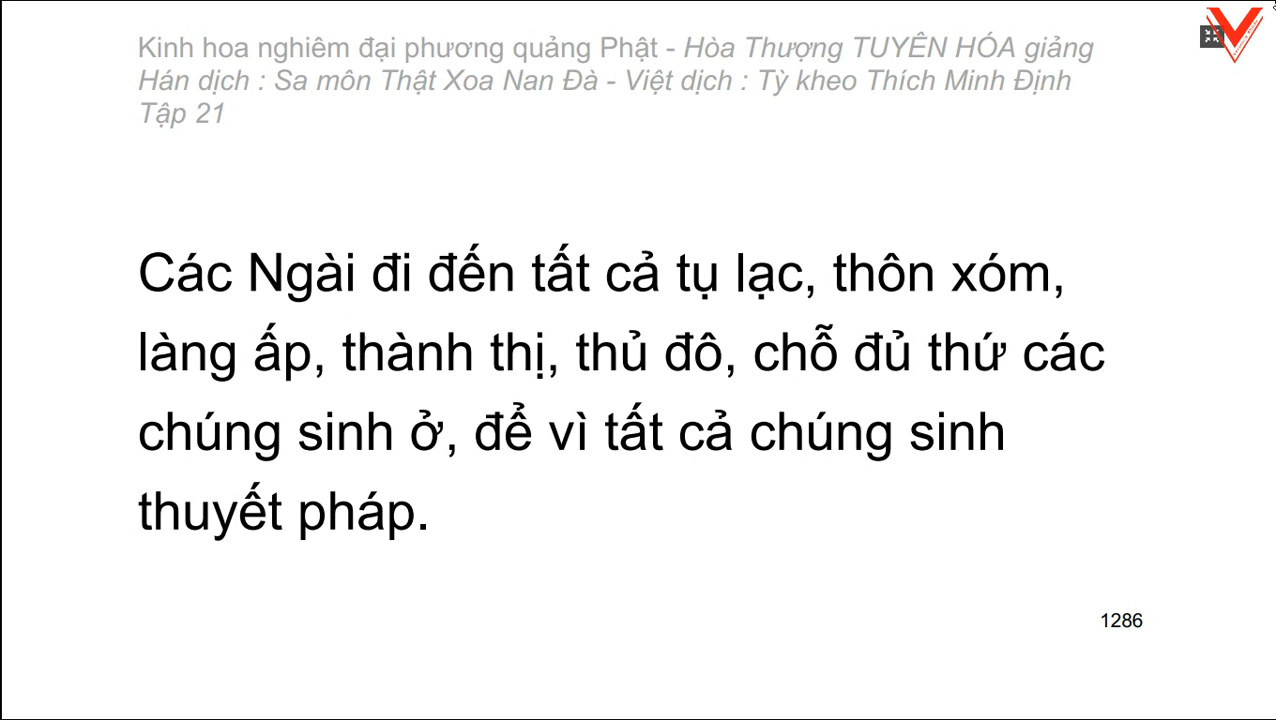 Kinh hoa nghiêm đại phương quảng Phật - Hòa Thượng TUYÊN HÓA giảng
Hán dịch : Sa môn Thật Xoa Nan Đà - Việt dịch : Tỳ kheo Thích Minh Định
Tập 21
Các Ngài đi đến tất cả tụ lạc, thôn xóm,
làng ấp, thành thị, thủ đô, chỗ đủ thứ các
chúng sinh ở, để vì tất cả chúng sinh
thuyết pháp.
1286